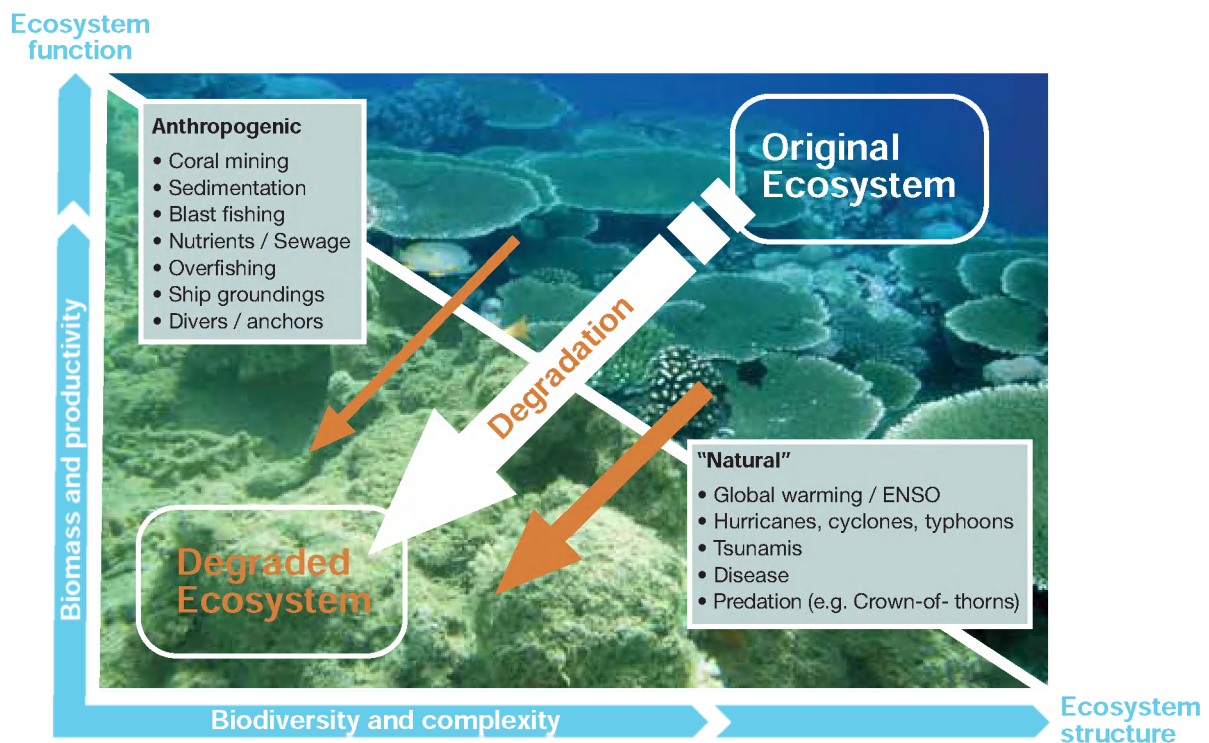 Ecosystem
function
Anthropogenic
• Coral mining
• Sedimentation
• Blast fishing
• Nutrients / Sewage
• Overfishing
• Ship groundings
• Divers / anchors
Original
Ecosystem
Degradation
Biomass and productivity
"Natural"
• Global warming / ENSO
• Hurricanes, cyclones, typhoons
• Tsunamis
• Disease
• Predation (e.g. Crown-of- thorns)
Degraded
Ecosystem
Biodiversity and complexity
Ecosystem
structure